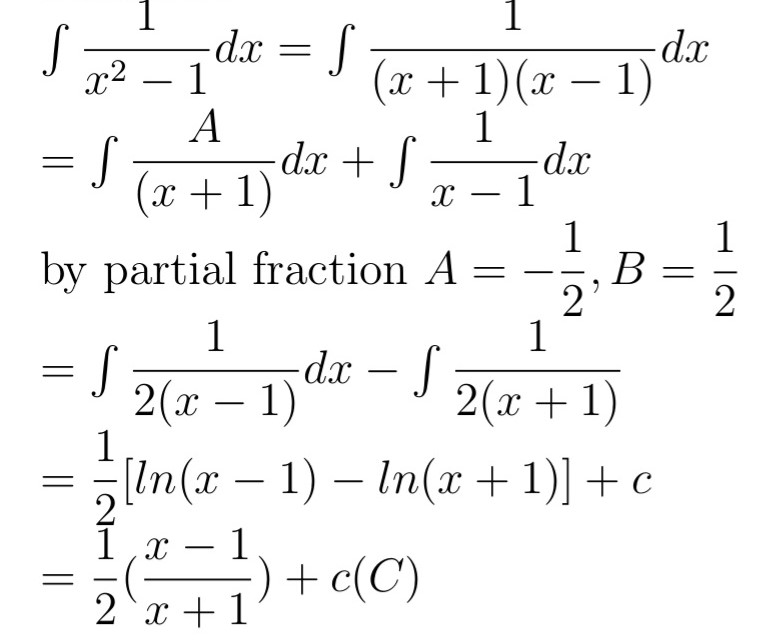 ∫ 1/(x² − 1) dx = ∫ 1/((x + 1)(x − 1)) dx
= ∫ A/(x + 1) dx + ∫ 1/(x − 1) dx
by partial fraction A = −1/2, B = 1/2
= ∫ 1/(2(x − 1)) dx − ∫ 1/(2(x + 1))
= 1/2[ln(x − 1) − ln(x + 1)] + c
= 1/2((x − 1)/(x + 1)) + c(C)